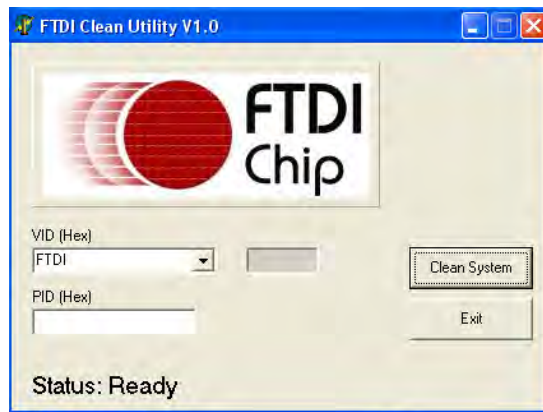 FTDI Clean Utility V1.0
FTDI
Chip
VID (Hex)
FTDI
Clean System
PID (Hex)
Exit
Status: Ready